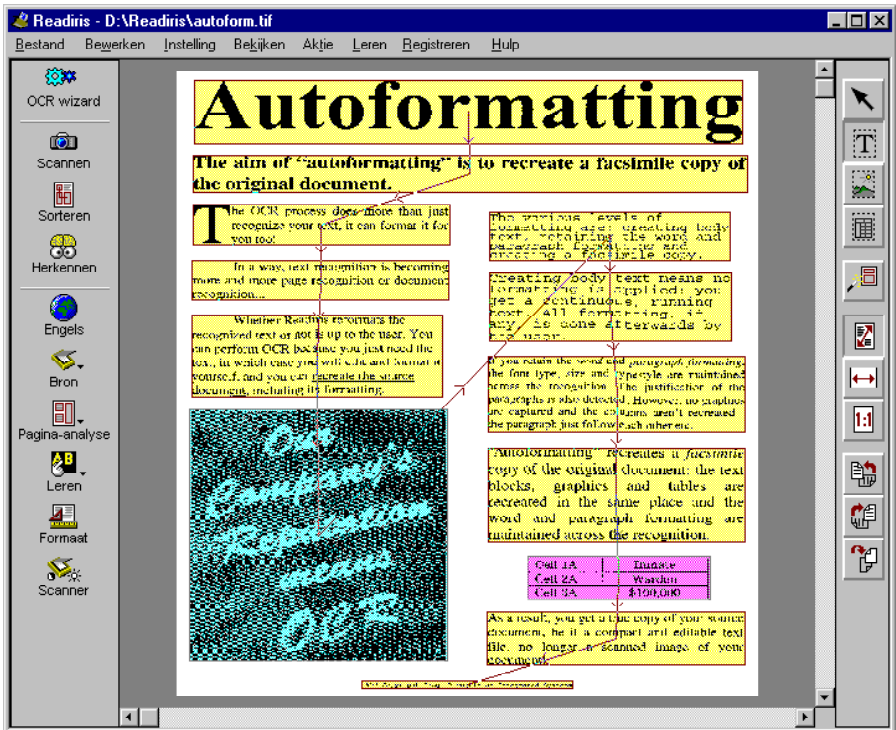 Readiris - D:\Readiris\autoform.tif
Bestand Bewerken Instelling Bekijken Aktie Leren Registreren Hulp
OCR wizard
Scannen
Sorteren
Herkennen
Engels
Bron
Pagina-analyse
Leren
Formaat
Scanner
Autoformatting
The aim of "autoformatting" is to recreate a facsimile copy of
the original document.
The OCR process does more than just
recognize your text, it can format it for
you too!
In a way, text recognition is becoming
more and more page recognition or document
recognition...
Whether Readiris reformats the
recognized text or not is up to the user. You
can perform OCR because you just need the
text, in which case you will edit and format it
yourself, and you can recreate the source
document, including its formatting.
Our
Company's
Reputation
means
OCR
The various levels of
formatting are: creating body
text, retaining the word and
paragraph formatting and
creating a facsimile copy.
Creating body text means no
formatting is applied: you
get a continuous, running
text. All formatting, if
any, is done afterwards by
the user.
If you retain the word and paragraph formatting,
the font type, size and typestyle are maintained
across the recognition. The justification of the
paragraphs is also detected. However, no graphics
are captured and the columns aren't recreated -
the paragraph just follow each other etc.
"Autoformatting" recreates a facsimile
copy of the original document: the text
blocks, graphics and tables are
recreated in the same place and the
word and paragraph formatting are
maintained across the recognition.
Cell 1A Inmate
Cell 2A Warden
Cell 3A $100,000
As a result, you get a true copy of your source
document, be it a compact and editable text
file, no longer a scanned image of your
document.
1:1